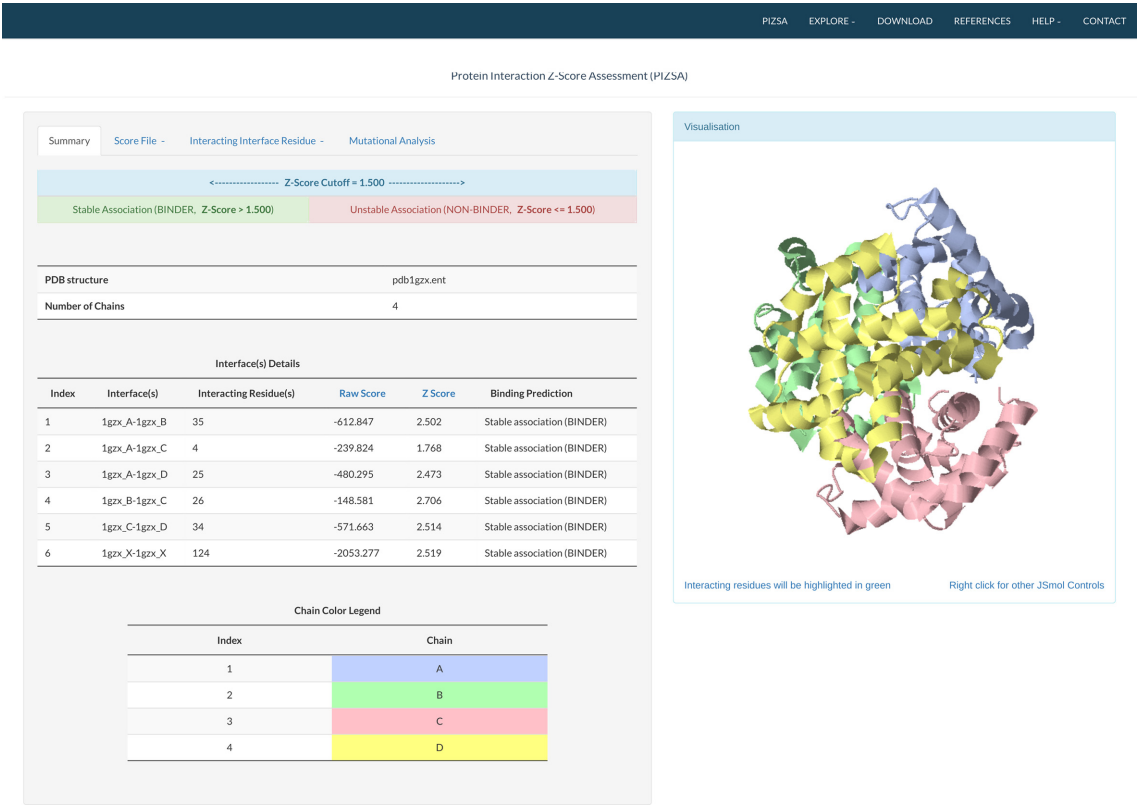 PIZSA EXPLORE - DOWNLOAD REFERENCES HELP - CONTACT
Protein Interaction Z-Score Assessment (PIZSA)
Summary Score File - Interacting Interface Residue - Mutational Analysis
<----------------- Z-Score Cutoff = 1.500 ------------------->
Stable Association (BINDER, Z-Score > 1.500) Unstable Association (NON-BINDER, Z-Score <= 1.500)
PDB structure pdb1gzx.ent
Number of Chains 4
Interface(s) Details
Index Interface(s) Interacting Residue(s) Raw Score Z Score Binding Prediction
1 1gzx_A-1gzx_B 35 -612.847 2.502 Stable association (BINDER)
2 1gzx_A-1gzx_C 4 -239.824 1.768 Stable association (BINDER)
3 1gzx_A-1gzx_D 25 -480.295 2.473 Stable association (BINDER)
4 1gzx_B-1gzx_C 26 -148.581 2.706 Stable association (BINDER)
5 1gzx_C-1gzx_D 34 -571.663 2.514 Stable association (BINDER)
6 1gzx_X-1gzx_X 124 -2053.277 2.519 Stable association (BINDER)
Chain Color Legend
Index Chain
1 A
2 B
3 C
4 D
Visualisation
Interacting residues will be highlighted in green Right click for other JSmol Controls